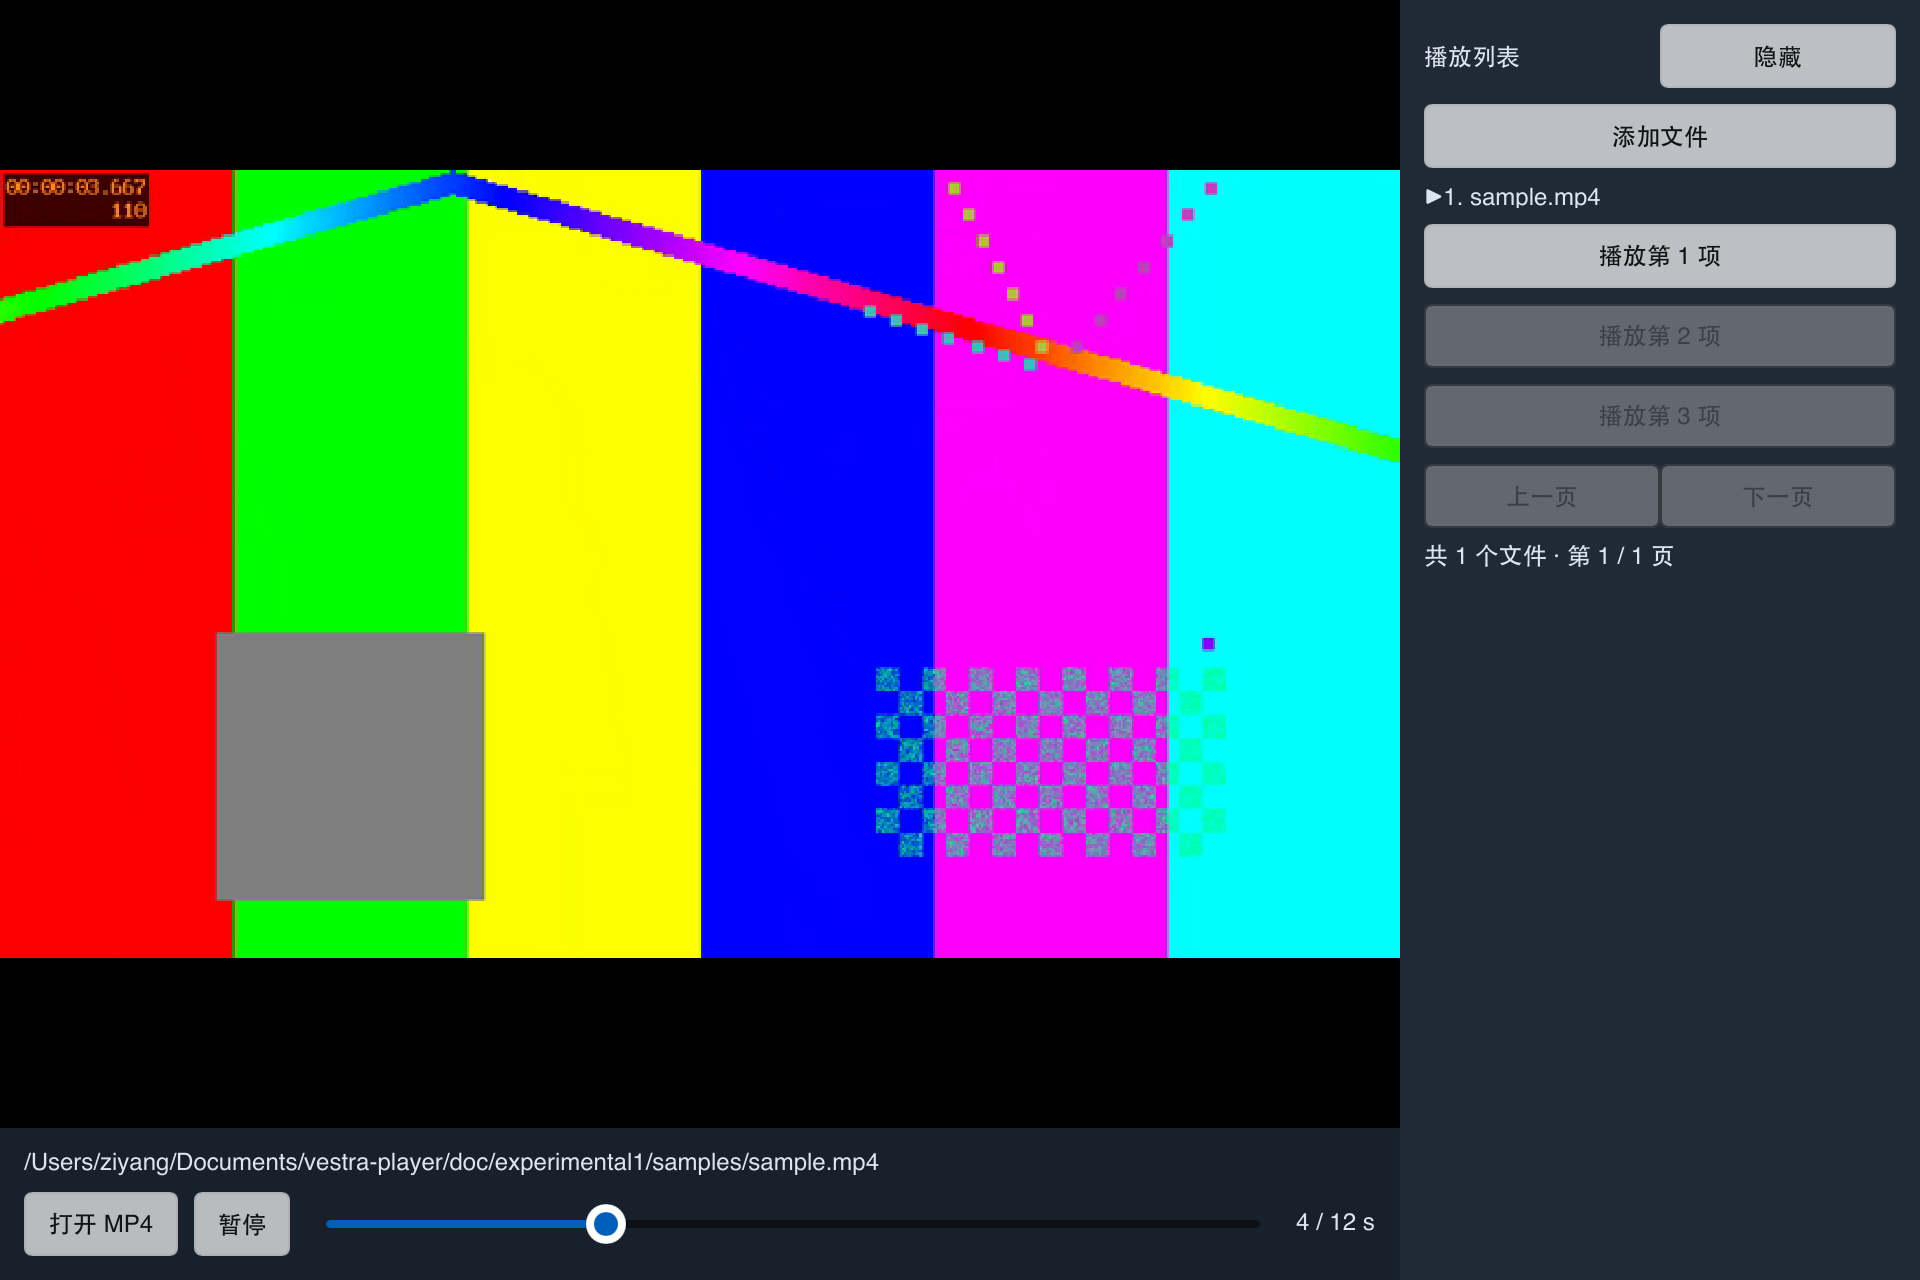 00:00:03.667
110
播放列表
隐藏
添加文件
▶1. sample.mp4
播放第 1 项
播放第 2 项
播放第 3 项
上一页
下一页
共 1 个文件 · 第 1 / 1 页
/Users/ziyang/Documents/vestra-player/doc/experimental1/samples/sample.mp4
打开 MP4
暂停
4 / 12 s